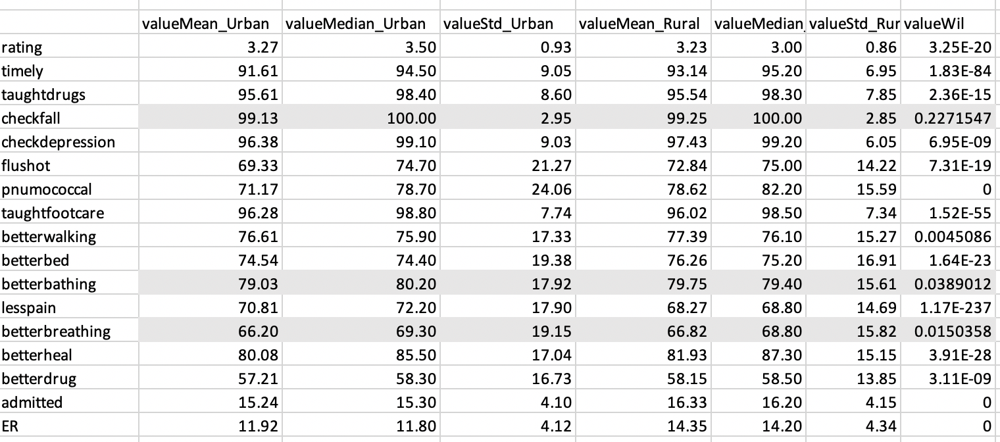 valueMean_Urban valueMedian_Urban valueStd_Urban valueMean_Rural valueMedian_ valueStd_Rur valueWil
rating 3.27 3.50 0.93 3.23 3.00 0.86 3.25E-20
timely 91.61 94.50 9.05 93.14 95.20 6.95 1.83E-84
taughtdrugs 95.61 98.40 8.60 95.54 98.30 7.85 2.36E-15
checkfall 99.13 100.00 2.95 99.25 100.00 2.85 0.2271547
checkdepression 96.38 99.10 9.03 97.43 99.20 6.05 6.95E-09
flushot 69.33 74.70 21.27 72.84 75.00 14.22 7.31E-19
pnumococcal 71.17 78.70 24.06 78.62 82.20 15.59 0
taughtfootcare 96.28 98.80 7.74 96.02 98.50 7.34 1.52E-55
betterwalking 76.61 75.90 17.33 77.39 76.10 15.27 0.0045086
betterbed 74.54 74.40 19.38 76.26 75.20 16.91 1.64E-23
betterbathing 79.03 80.20 17.92 79.75 79.40 15.61 0.0389012
lesspain 70.81 72.20 17.90 68.27 68.80 14.69 1.17E-237
betterbreathing 66.20 69.30 19.15 66.82 68.80 15.82 0.0150358
betterheal 80.08 85.50 17.04 81.93 87.30 15.15 3.91E-28
betterdrug 57.21 58.30 16.73 58.15 58.50 13.85 3.11E-09
admitted 15.24 15.30 4.10 16.33 16.20 4.15 0
ER 11.92 11.80 4.12 14.35 14.20 4.34 0